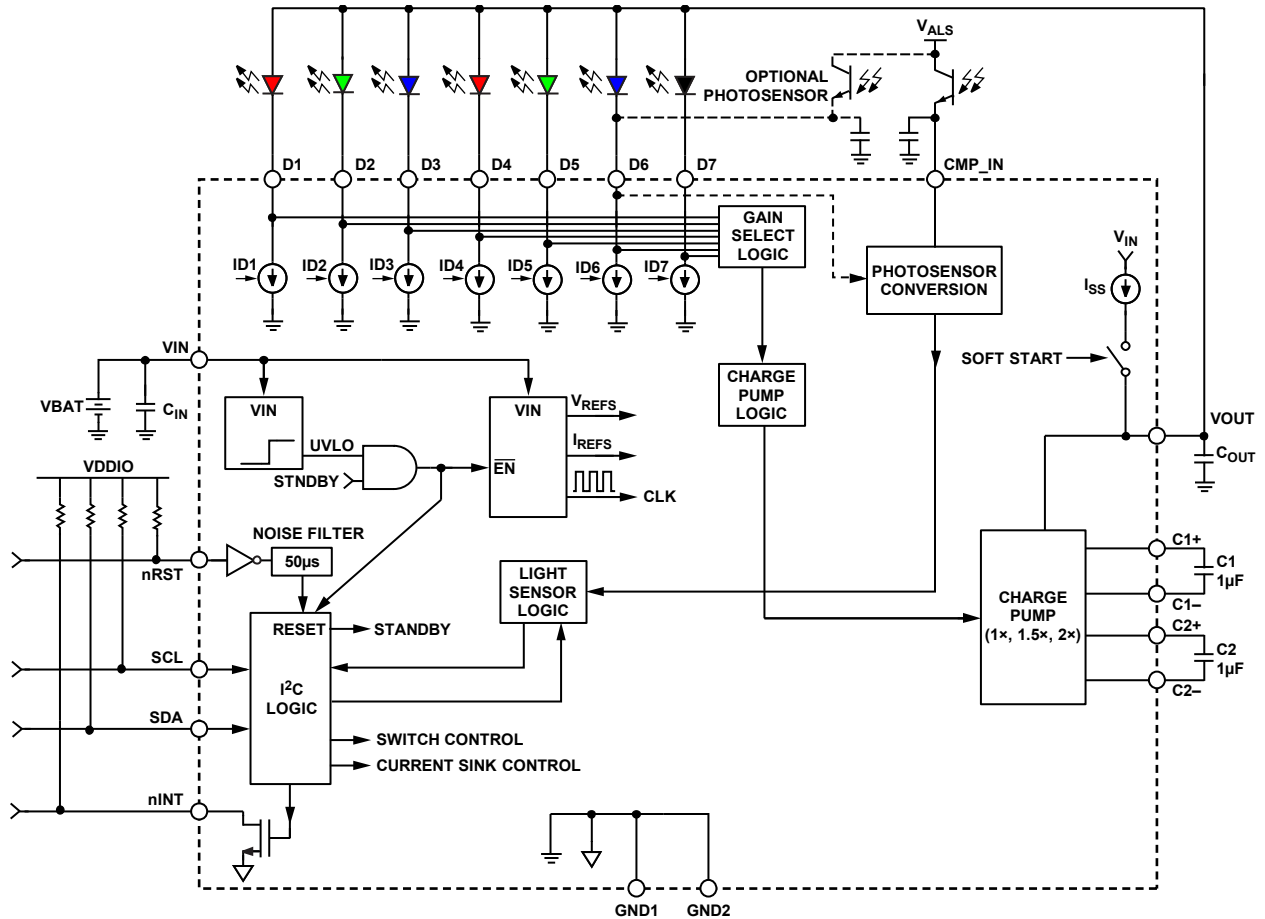 V_ALS
OPTIONAL
PHOTOSENSOR
D1
D2
D3
D4
D5
D6
D7
CMP_IN
GAIN
SELECT
LOGIC
V_IN
ID1
ID2
ID3
ID4
ID5
ID6
ID7
PHOTOSENSOR
CONVERSION
I_SS
VIN
SOFT START
CHARGE
PUMP
LOGIC
VBAT
C_IN
VIN
VIN
V_REFS
VOUT
UVLO
I_REFS
C_OUT
STNDBY
EN
CLK
VDDIO
NOISE FILTER
50µs
nRST
C1+
C1
1µF
C1–
LIGHT
SENSOR
LOGIC
CHARGE
PUMP
(1×, 1.5×, 2×)
RESET
STANDBY
C2+
C2
1µF
C2–
SCL
I²C
LOGIC
SDA
SWITCH CONTROL
CURRENT SINK CONTROL
nINT
GND1
GND2